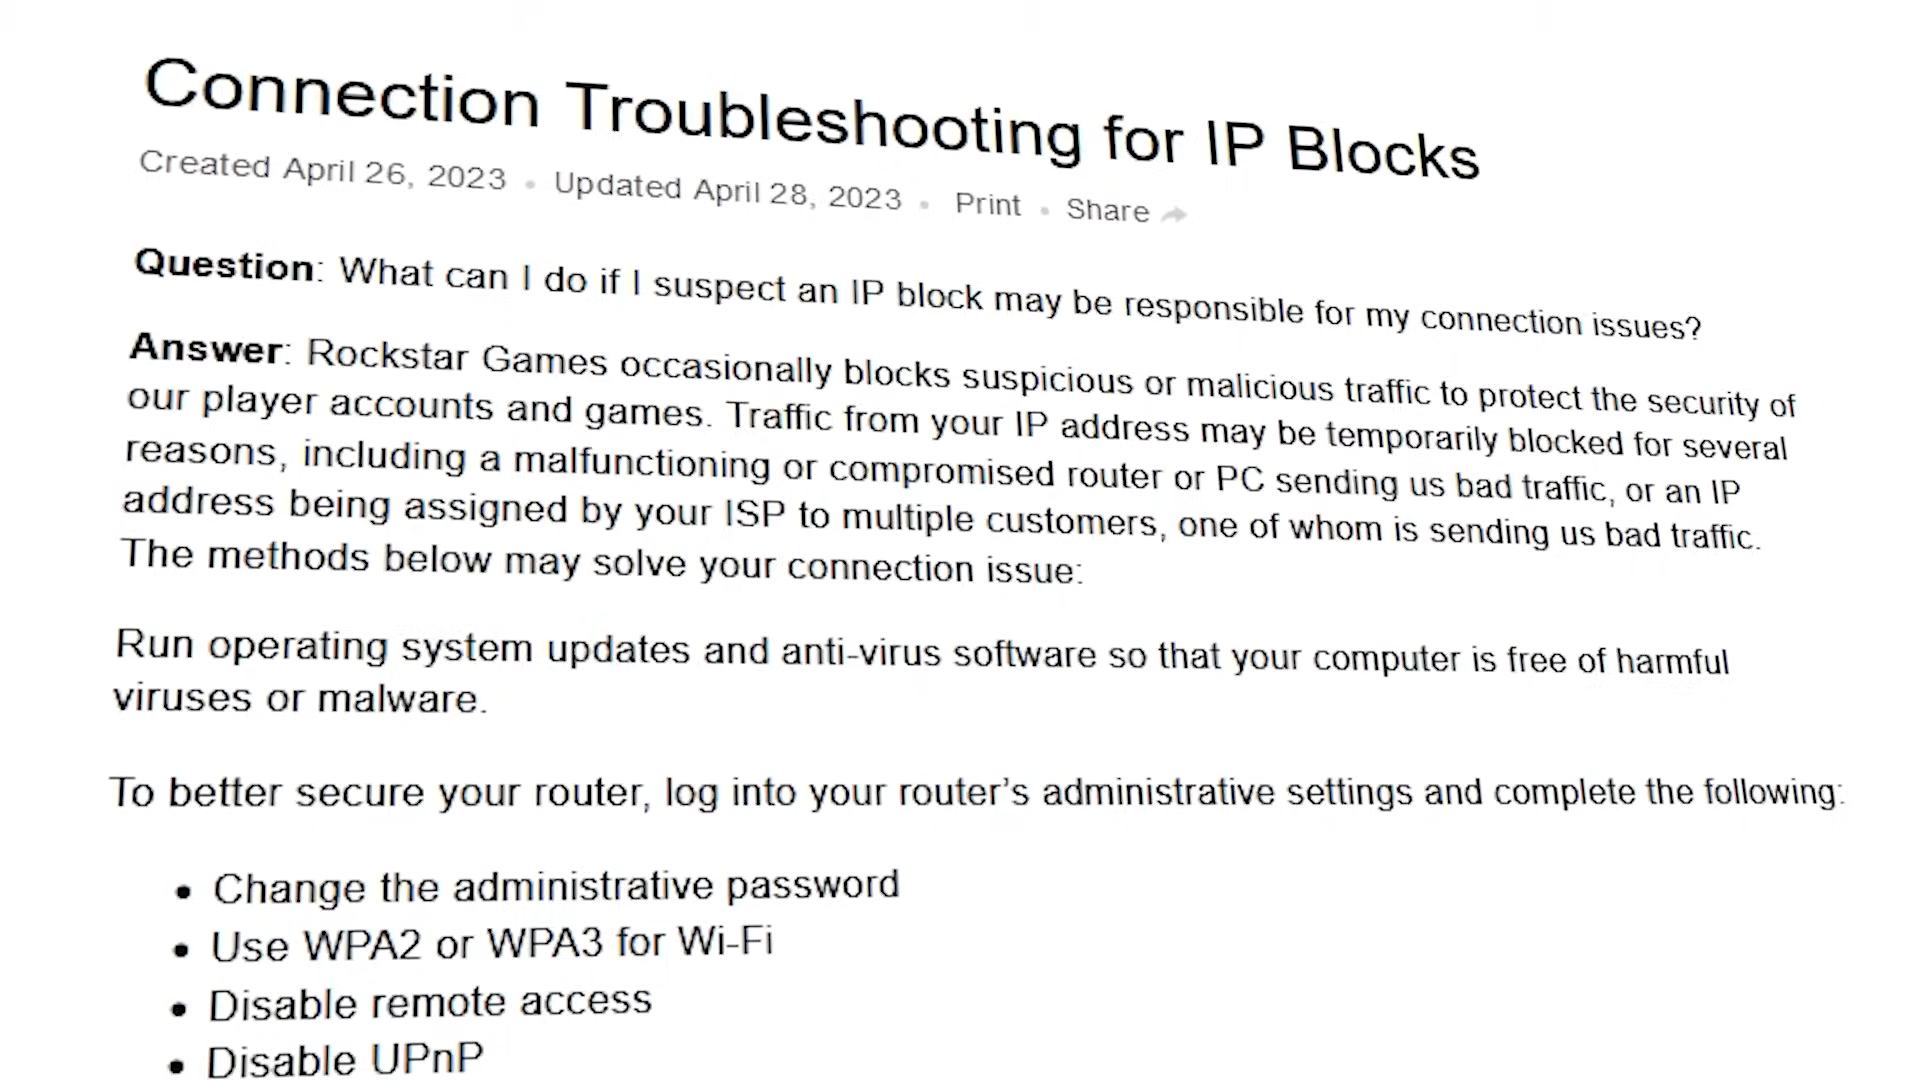 Connection Troubleshooting for IP Blocks
Created April 26, 2023 • Updated April 28, 2023 • Print • Share
Question: What can I do if I suspect an IP block may be responsible for my connection issues?
Answer: Rockstar Games occasionally blocks suspicious or malicious traffic to protect the security of
our player accounts and games. Traffic from your IP address may be temporarily blocked for several
reasons, including a malfunctioning or compromised router or PC sending us bad traffic, or an IP
address being assigned by your ISP to multiple customers, one of whom is sending us bad traffic.
The methods below may solve your connection issue:
Run operating system updates and anti-virus software so that your computer is free of harmful
viruses or malware.
To better secure your router, log into your router’s administrative settings and complete the following:
• Change the administrative password
• Use WPA2 or WPA3 for Wi-Fi
• Disable remote access
• Disable UPnP